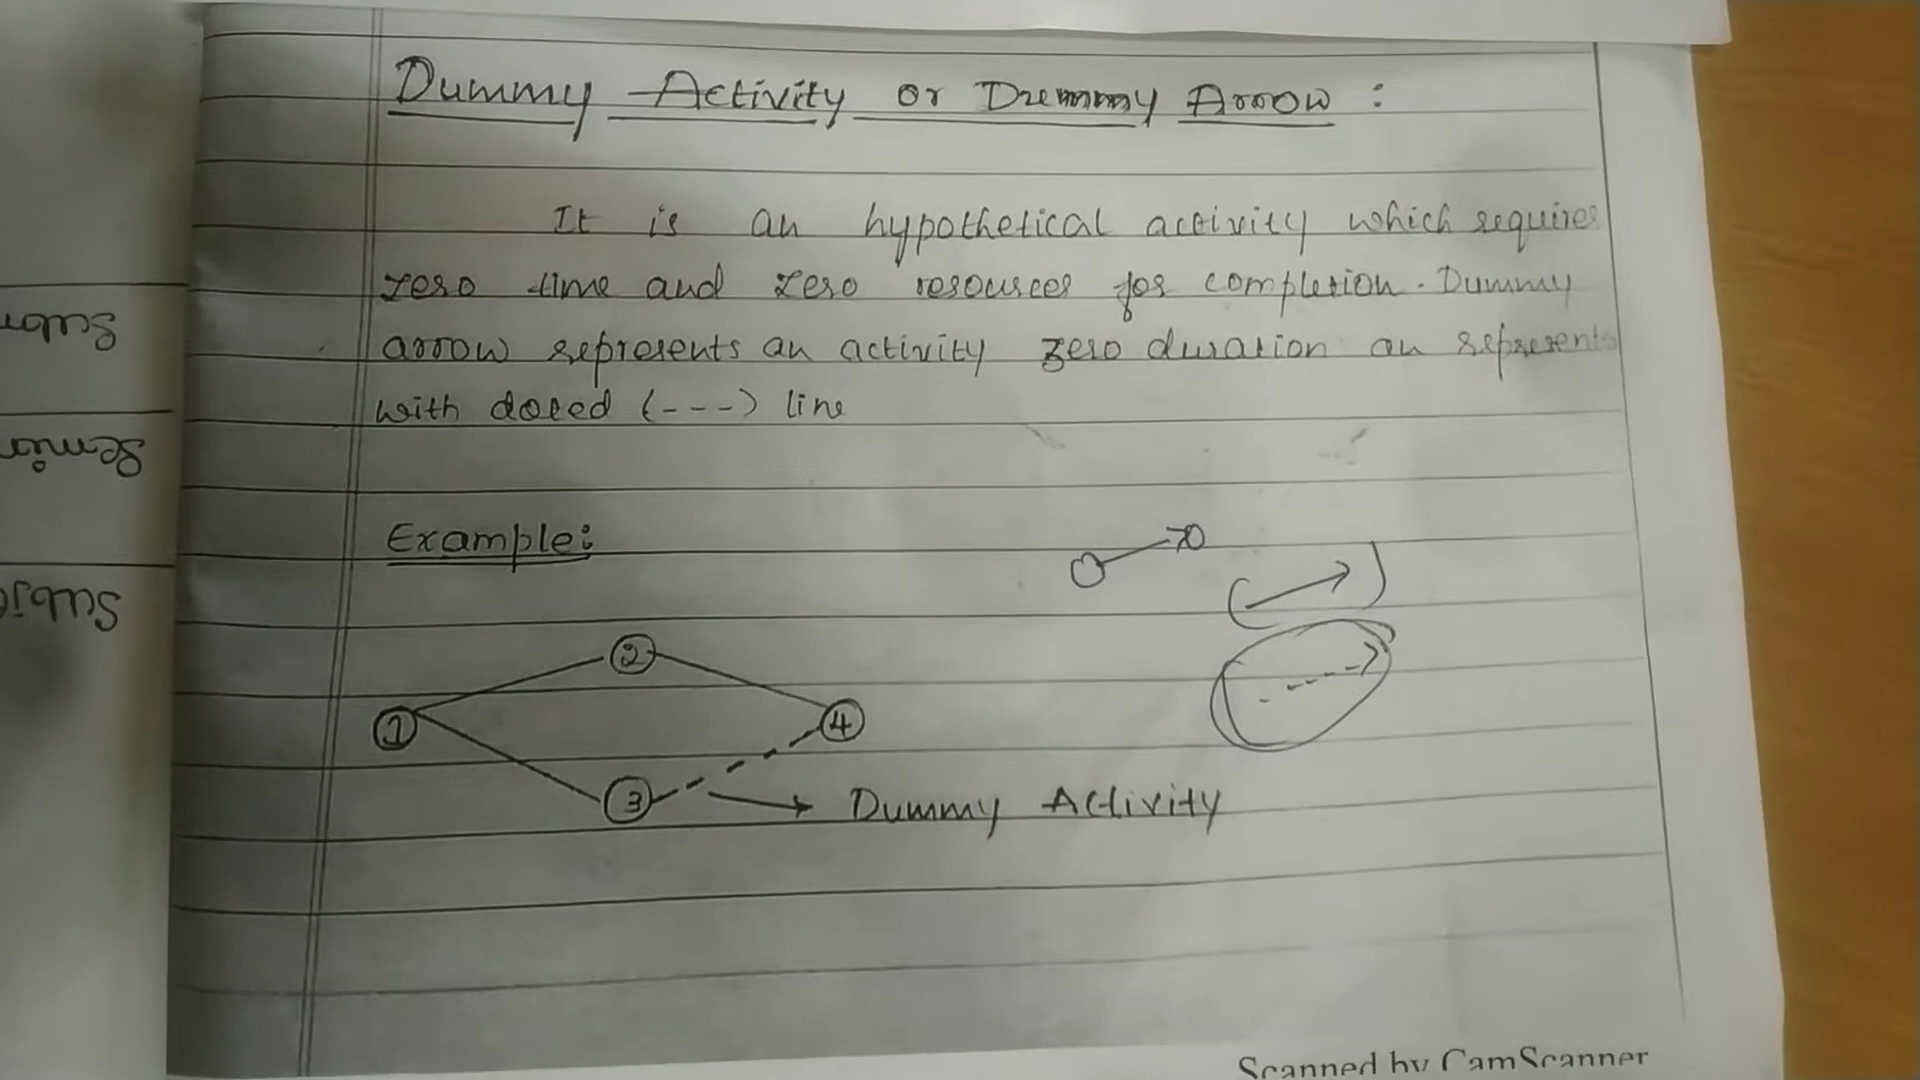 Dummy Activity or Dummy Arrow :
It is an hypothetical activity which requires
zero time and zero resources for completion. Dummy
arrow represents an activity zero duration an represents
with doted (---) line
Example:
2
1
4
3
Dummy Activity
Scanned by CamScanner